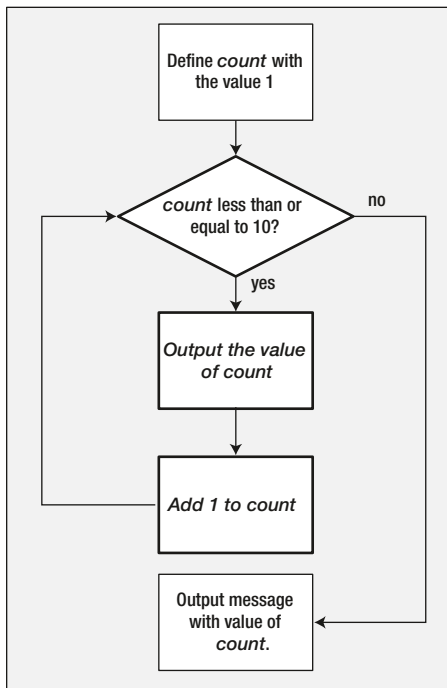 Define count with
the value 1
count less than or
equal to 10?
no
yes
Output the value
of count
Add 1 to count
Output message
with value of
count.